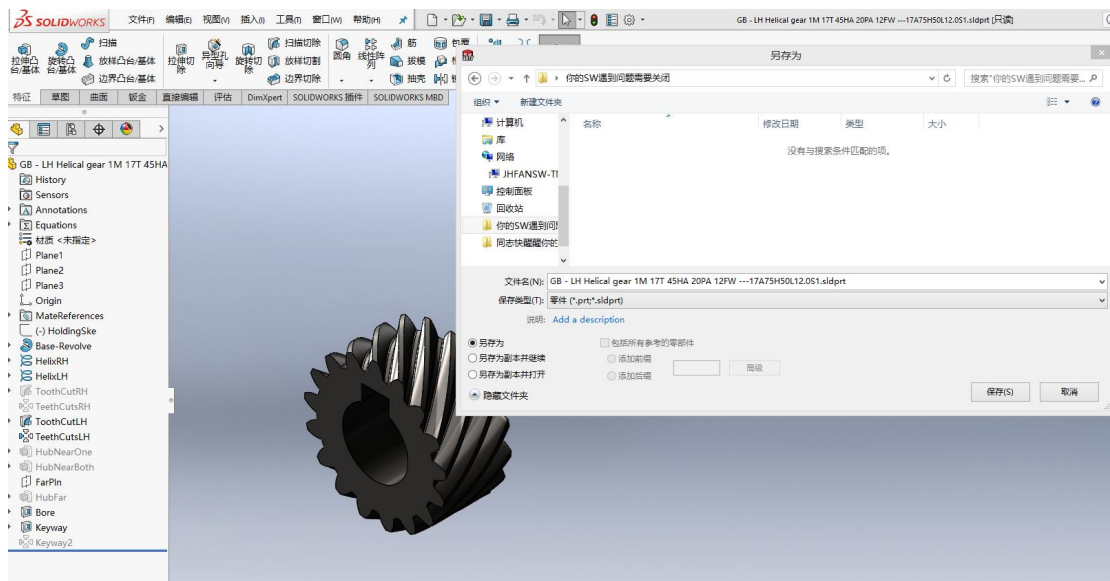 SOLIDWORKS 文件(F) 编辑(E) 视图(V) 插入(I) 工具(T) 窗口(W) 帮助(H) GB - LH Helical gear 1M 17T 45HA 20PA 12FW ---17A75H50L12.0S1.sldprt [只读]
拉伸凸台/基体
旋转凸台/基体
扫描
放样凸台/基体
边界凸台/基体
拉伸切除
异型孔向导
旋转切除
扫描切除
放样切割
边界切除
圆角
线性阵列
筋
拔模
抽壳
包覆
特征 草图 曲面 钣金 直接编辑 评估 DimXpert SOLIDWORKS 插件 SOLIDWORKS MBD
GB - LH Helical gear 1M 17T 45HA
History
Sensors
Annotations
Equations
材质 <未指定>
Plane1
Plane2
Plane3
Origin
MateReferences
(-) HoldingSke
Base-Revolve
HelixRH
HelixLH
ToothCutRH
TeethCutsRH
ToothCutLH
TeethCutsLH
HubNearOne
HubNearBoth
FarPln
HubFar
Bore
Keyway
Keyway2
另存为
你的SW遇到问题需要关闭
搜索"你的SW遇到问题需要...
组织 新建文件夹
名称 修改日期 类型 大小
没有与搜索条件匹配的项。
计算机
库
网络
JHFANSW-TI
控制面板
回收站
你的SW遇到问
同志快醒醒你的
文件名(N): GB - LH Helical gear 1M 17T 45HA 20PA 12FW ---17A75H50L12.0S1.sldprt
保存类型(T): 零件 (*.prt;*.sldprt)
说明: Add a description
另存为
另存为副本并继续
另存为副本并打开
包括所有参考的零部件
添加前缀
添加后缀
高级
隐藏文件夹
保存(S) 取消